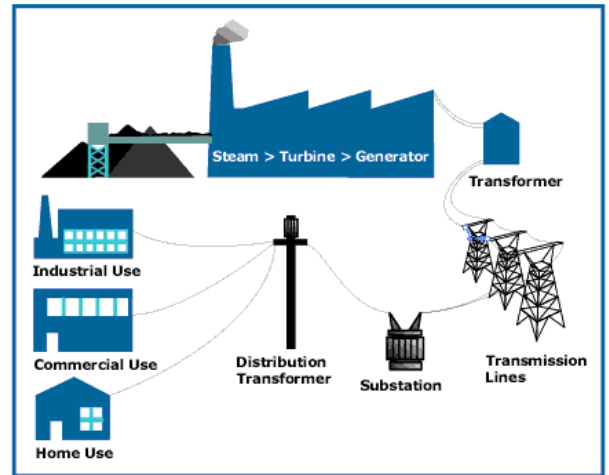 Steam > Turbine > Generator
Transformer
Industrial Use
Commercial Use
Distribution
Transformer
Substation
Transmission
Lines
Home Use